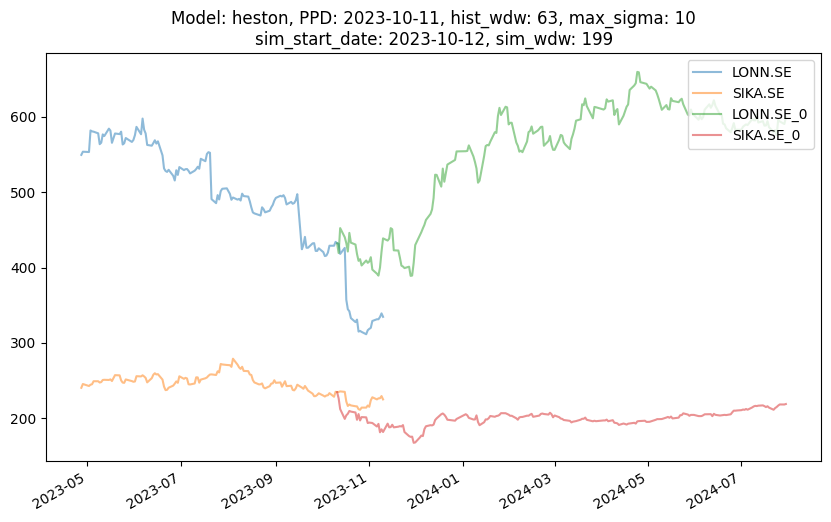 Model: heston, PPD: 2023-10-11, hist_wdw: 63, max_sigma: 10
sim_start_date: 2023-10-12, sim_wdw: 199
LONN.SE
SIKA.SE
LONN.SE_0
SIKA.SE_0
600
500
400
300
200
2023-05
2023-07
2023-09
2023-11
2024-01
2024-03
2024-05
2024-07